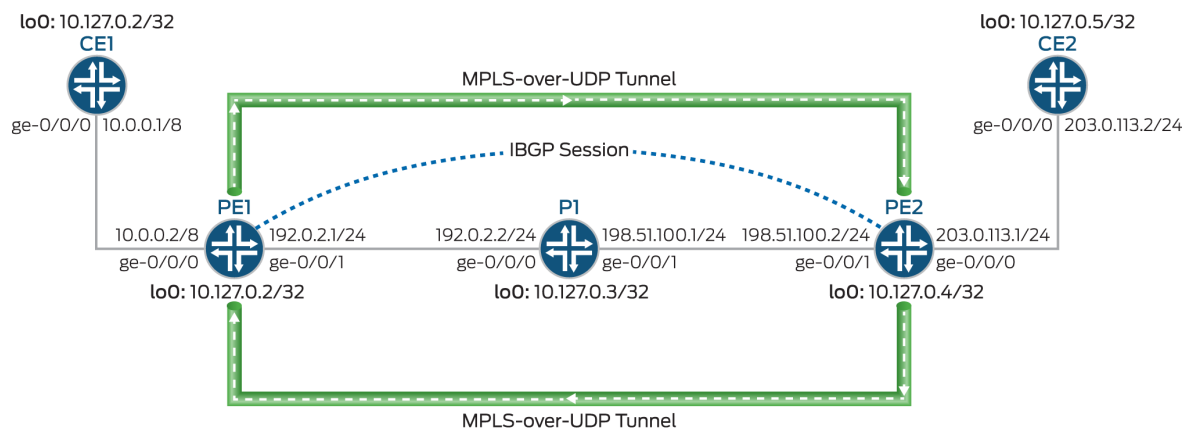 lo0: 10.127.0.2/32
CE1
lo0: 10.127.0.5/32
CE2
MPLS-over-UDP Tunnel
ge-0/0/0 10.0.0.1/8
ge-0/0/0 203.0.113.2/24
IBGP Session
PE1
P1
PE2
10.0.0.2/8 192.0.2.1/24 192.0.2.2/24 198.51.100.1/24 198.51.100.2/24 203.0.113.1/24
ge-0/0/0 ge-0/0/1 ge-0/0/0 ge-0/0/1 ge-0/0/1 ge-0/0/0
lo0: 10.127.0.2/32 lo0: 10.127.0.3/32 lo0: 10.127.0.4/32
MPLS-over-UDP Tunnel